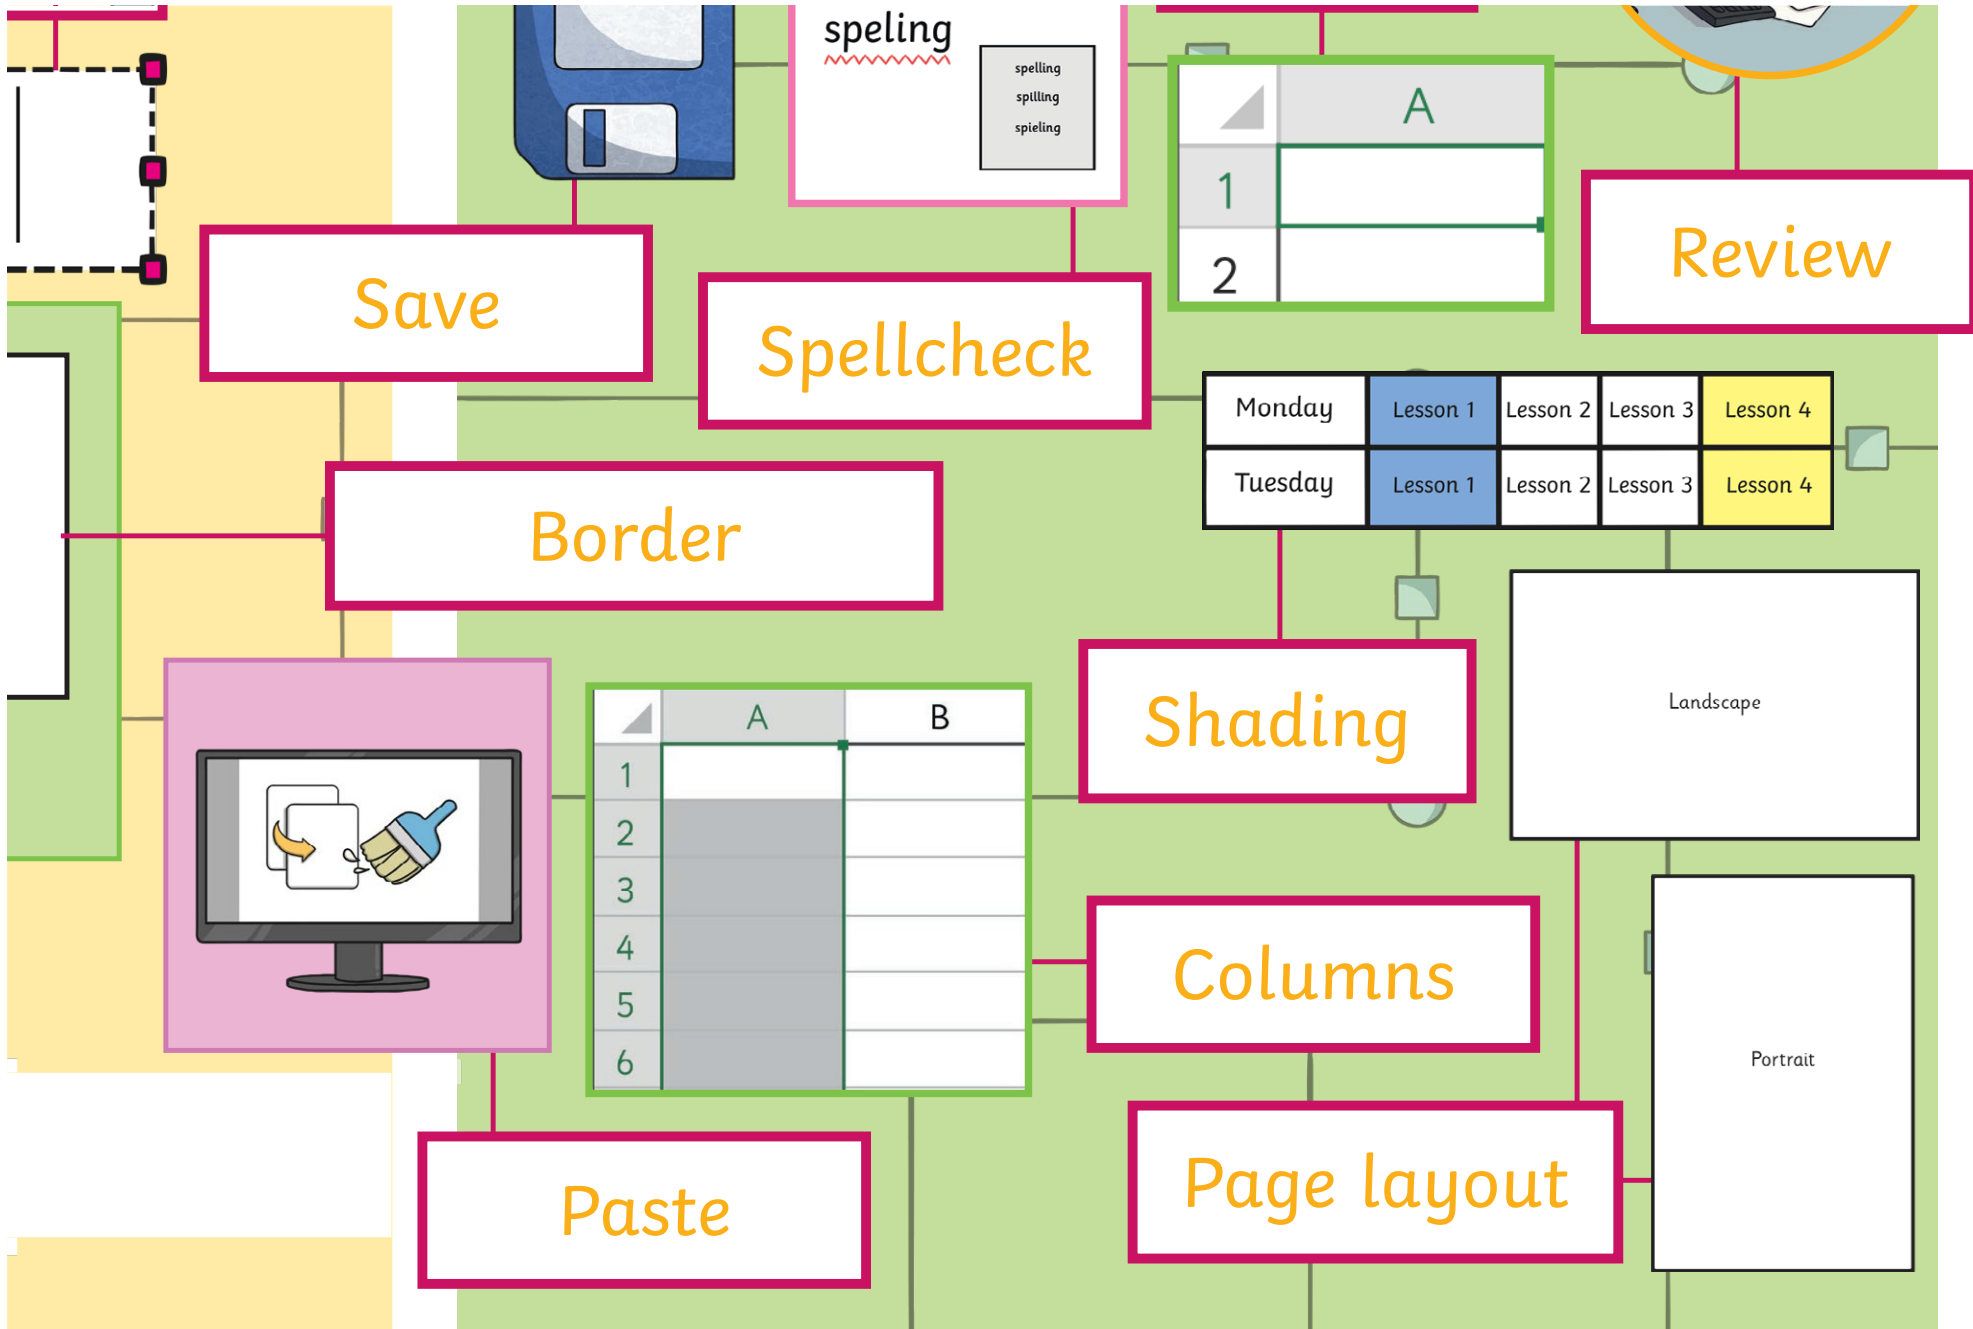 speling
spelling
spilling
spieling
A
1
2
Review
Save
Spellcheck
Monday Lesson 1 Lesson 2 Lesson 3 Lesson 4
Tuesday Lesson 1 Lesson 2 Lesson 3 Lesson 4
Border
Shading
Landscape
A B
1
2
3
4
5
6
Columns
Portrait
Page layout
Paste